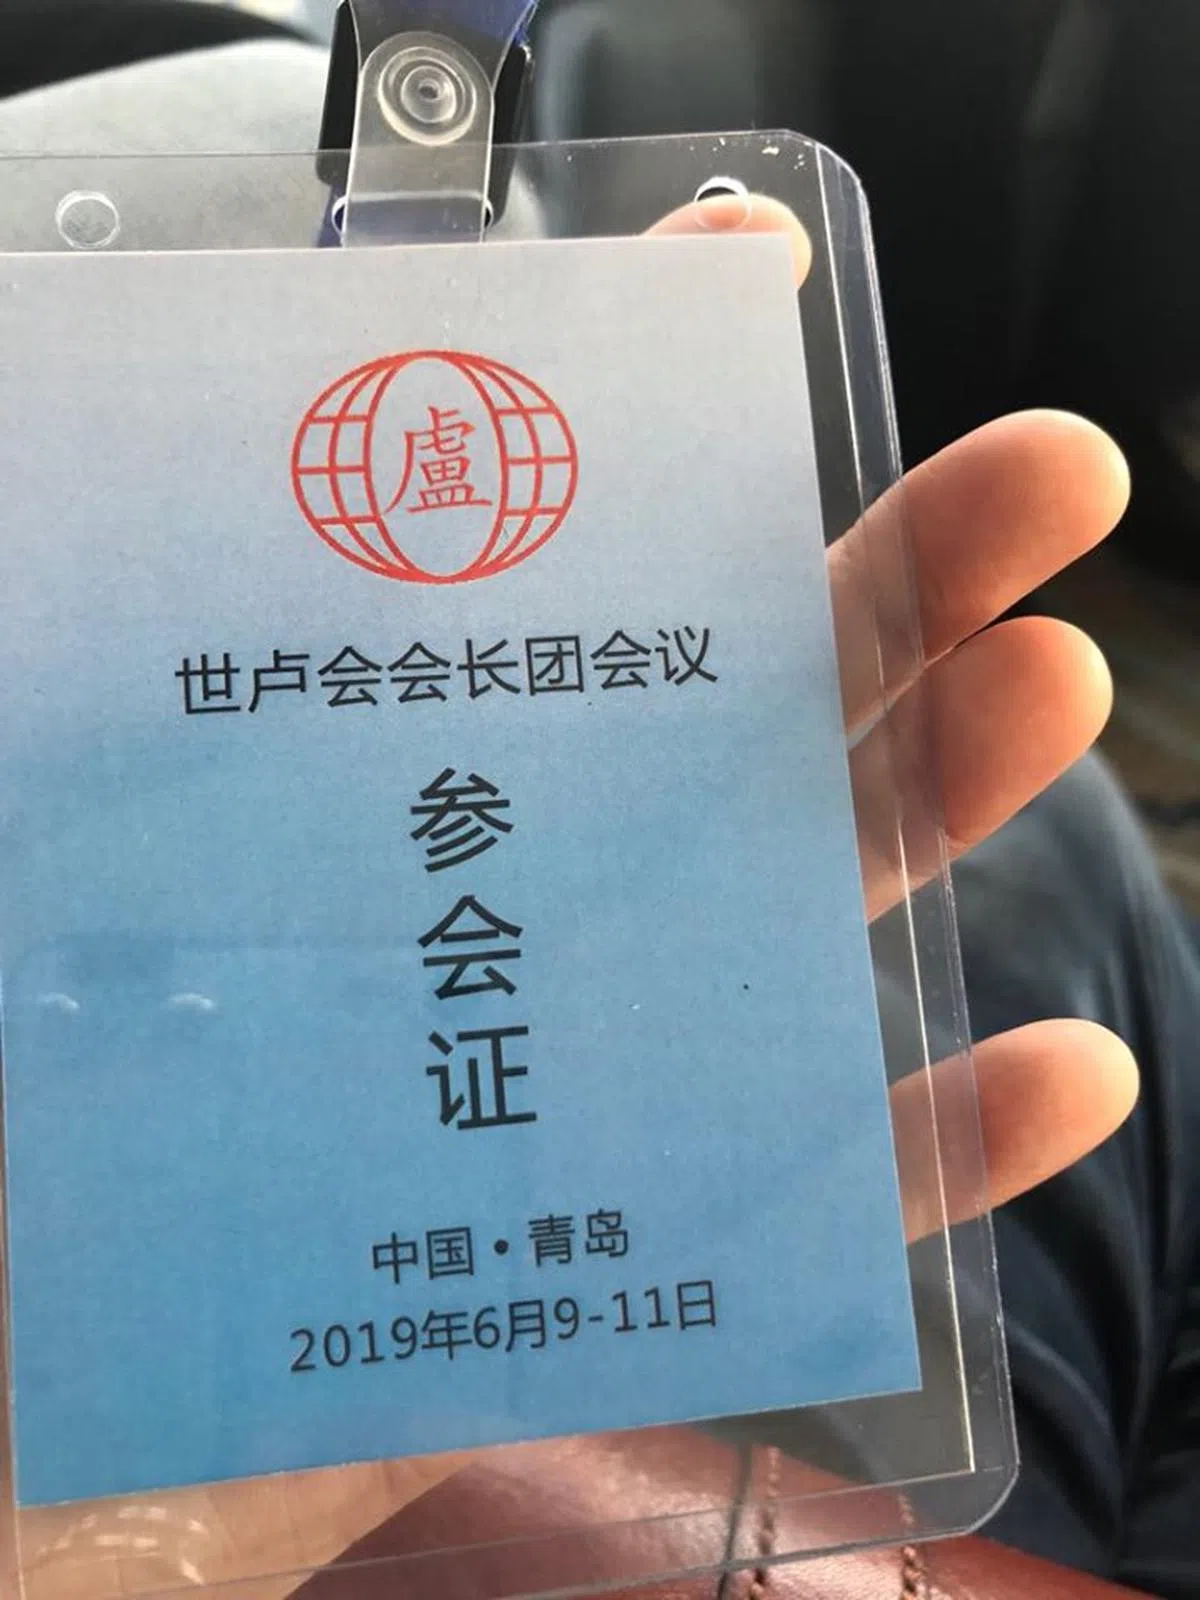 盧
世卢会会长团会议
参
会
证
中国·青岛
2019年6月9-11日